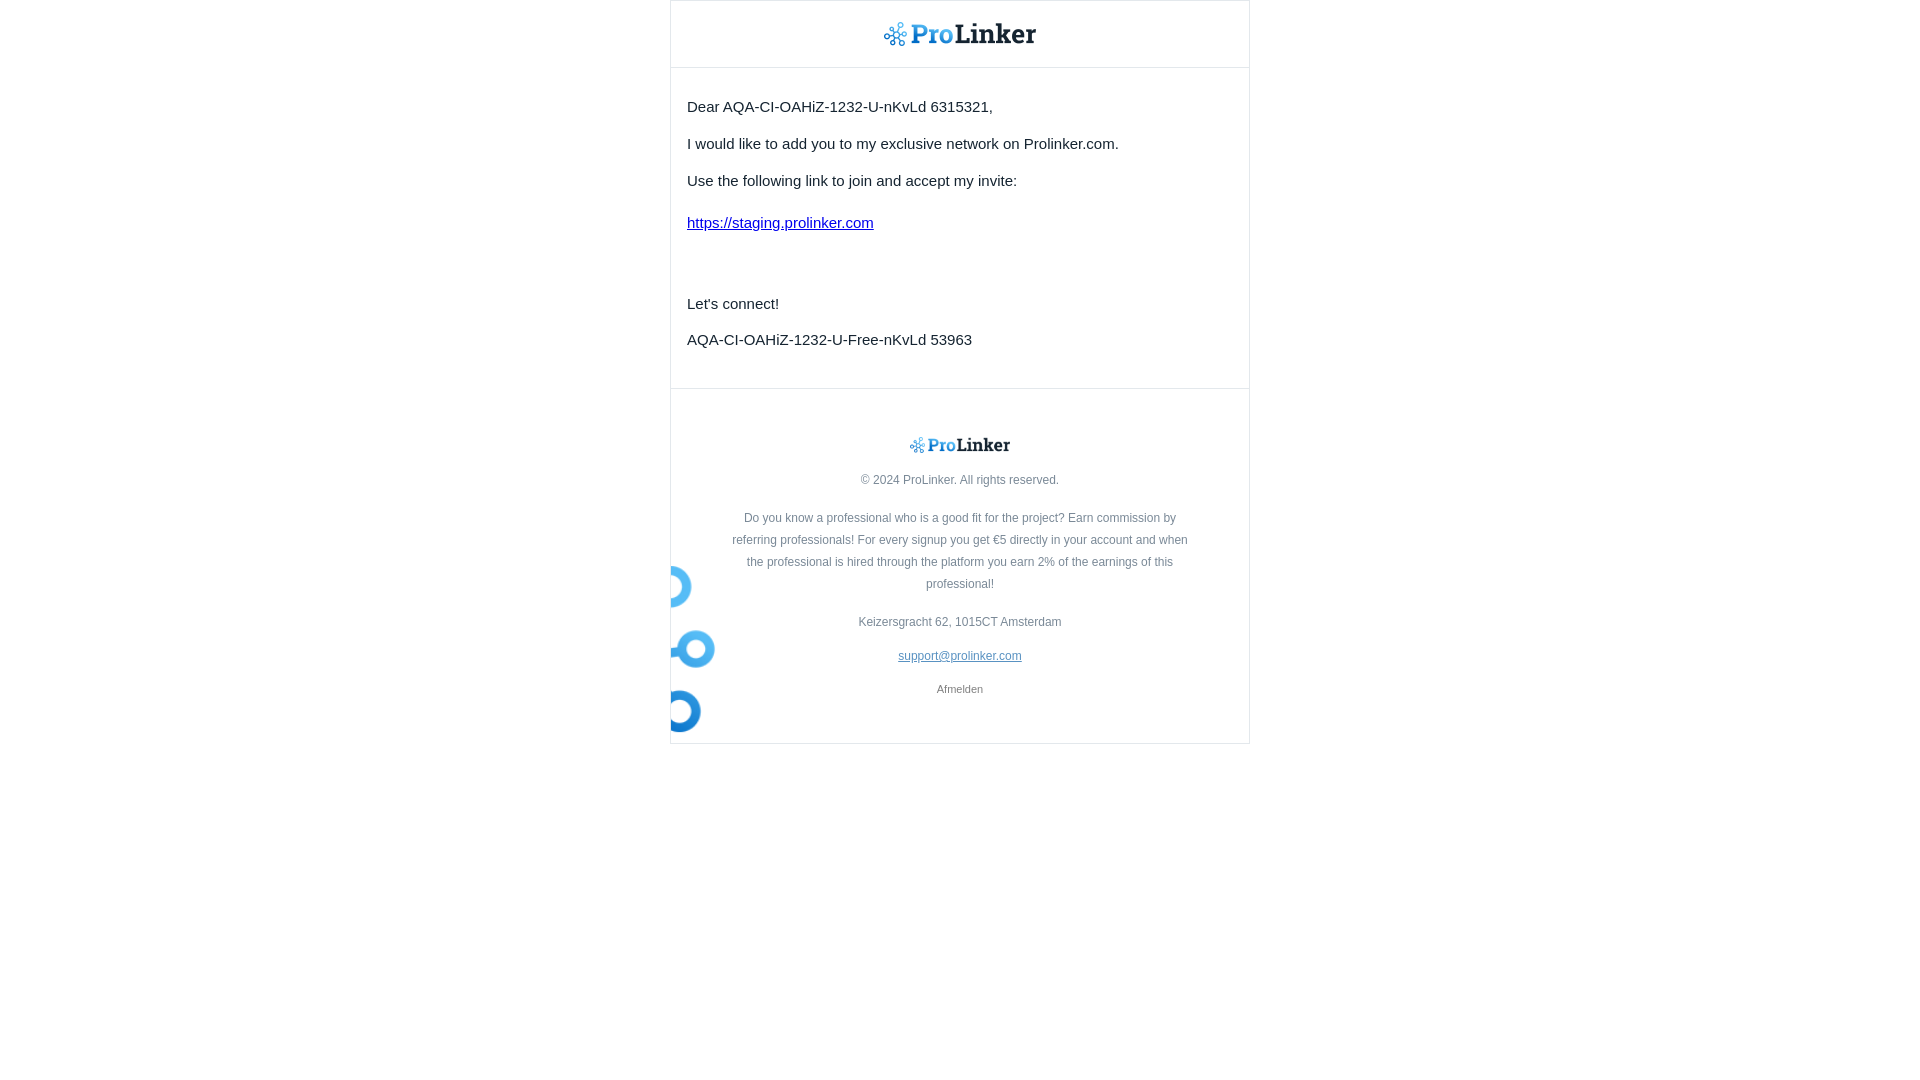 ProLinker
Dear AQA-CI-OAHiZ-1232-U-nKvLd 6315321,
I would like to add you to my exclusive network on Prolinker.com.
Use the following link to join and accept my invite:
https://staging.prolinker.com
Let's connect!
AQA-CI-OAHiZ-1232-U-Free-nKvLd 53963
ProLinker
© 2024 ProLinker. All rights reserved.
Do you know a professional who is a good fit for the project? Earn commission by
referring professionals! For every signup you get €5 directly in your account and when
the professional is hired through the platform you earn 2% of the earnings of this
professional!
Keizersgracht 62, 1015CT Amsterdam
support@prolinker.com
Afmelden